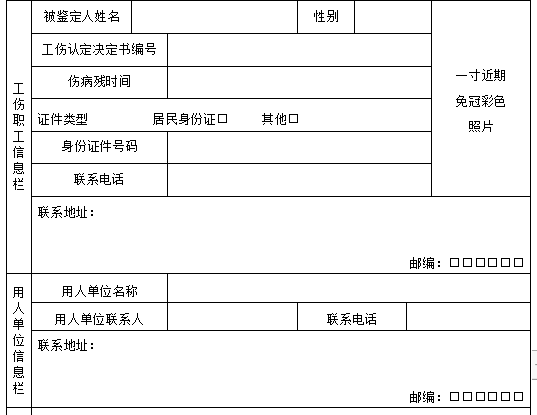 被鉴定人姓名 性别
工伤认定决定书编号
伤病残时间
一寸近期
免冠彩色
照片
证件类型 居民身份证□ 其他□
身份证件号码
联系电话
工伤职工信息栏
联系地址：
邮编：□□□□□□
用人单位名称
用人单位联系人 联系电话
用人单位信息栏
联系地址：
邮编：□□□□□□